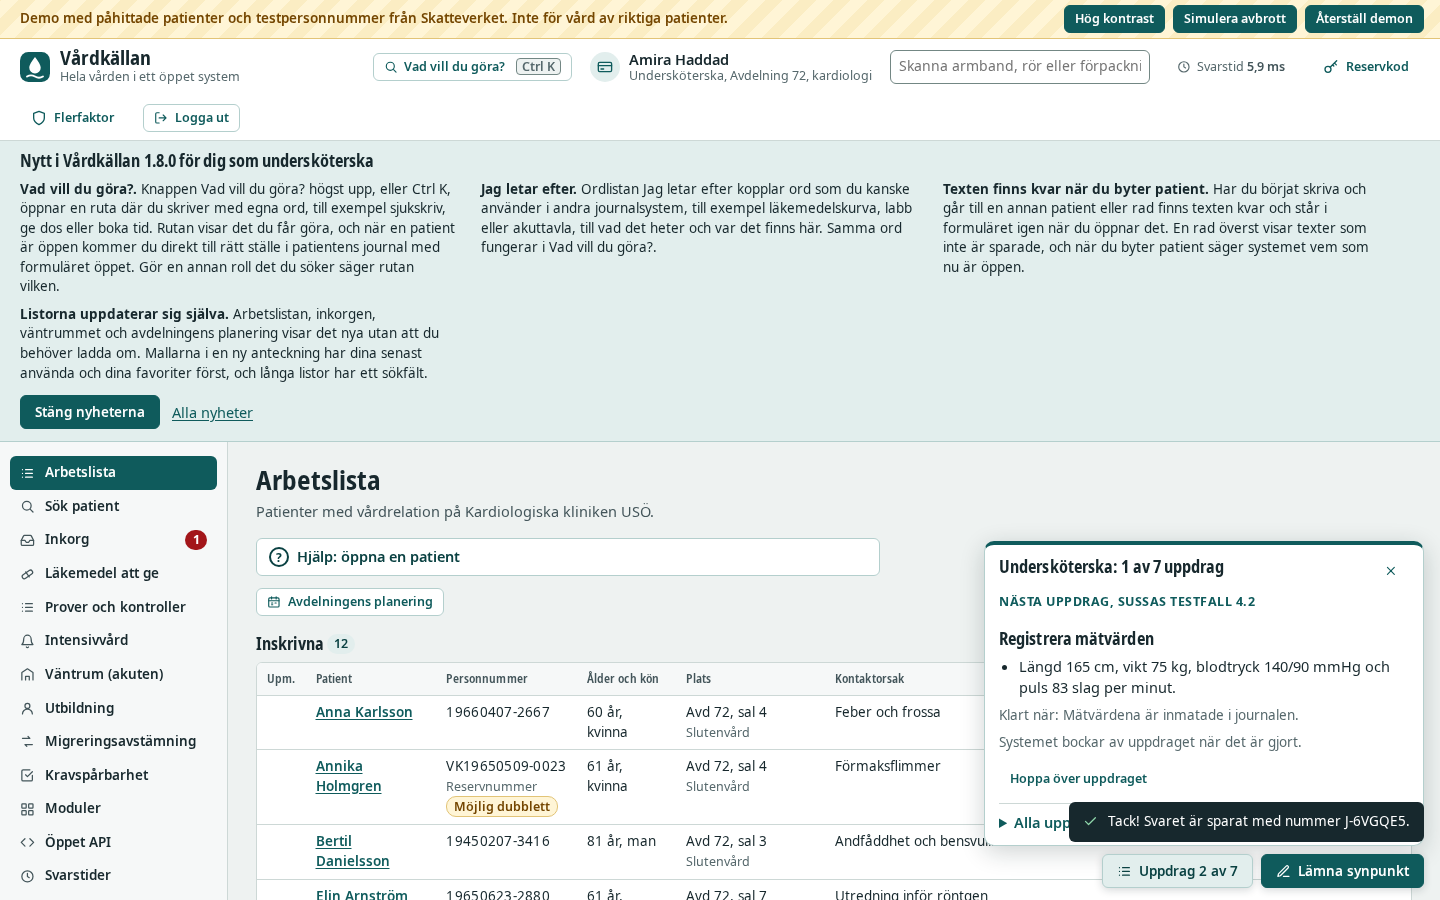 Demo med påhittade patienter och testpersonnummer från Skatteverket. Inte för vård av riktiga patienter.
Hög kontrast
Simulera avbrott
Återställ demon
Vårdkällan
Hela vården i ett öppet system
Vad vill du göra?
Ctrl K
Amira Haddad
Undersköterska, Avdelning 72, kardiologi
Skanna armband, rör eller förpackni
Svarstid 5,9 ms
Reservkod
Flerfaktor
Logga ut
Nytt i Vårdkällan 1.8.0 för dig som undersköterska
Vad vill du göra?. Knappen Vad vill du göra? högst upp, eller Ctrl K,
öppnar en ruta där du skriver med egna ord, till exempel sjukskriv,
ge dos eller boka tid. Rutan visar det du får göra, och när en patient
är öppen kommer du direkt till rätt ställe i patientens journal med
formuläret öppet. Gör en annan roll det du söker säger rutan
vilken.
Jag letar efter. Ordlistan Jag letar efter kopplar ord som du kanske
använder i andra journalsystem, till exempel läkemedelskurva, labb
eller akuttavla, till vad det heter och var det finns här. Samma ord
fungerar i Vad vill du göra?.
Texten finns kvar när du byter patient. Har du börjat skriva och
går till en annan patient eller rad finns texten kvar och står i
formuläret igen när du öppnar det. En rad överst visar texter som
inte är sparade, och när du byter patient säger systemet vem som
nu är öppen.
Listorna uppdaterar sig själva. Arbetslistan, inkorgen,
väntrummet och avdelningens planering visar det nya utan att du
behöver ladda om. Mallarna i en ny anteckning har dina senast
använda och dina favoriter först, och långa listor har ett sökfält.
Stäng nyheterna
Alla nyheter
Arbetslista
Sök patient
Inkorg
1
Läkemedel att ge
Prover och kontroller
Intensivvård
Väntrum (akuten)
Utbildning
Migreringsavstämning
Kravspårbarhet
Moduler
Öppet API
Svarstider
Arbetslista
Patienter med vårdrelation på Kardiologiska kliniken USÖ.
? Hjälp: öppna en patient
Avdelningens planering
Inskrivna 12
Upm. Patient Personnummer Ålder och kön Plats Kontaktorsak
Anna Karlsson 19660407-2667 60 år, Avd 72, sal 4 Feber och frossa
kvinna Slutenvård
Annika VK19650509-0023 61 år, Avd 72, sal 4 Förmaksflimmer
Holmgren Reservnummer kvinna Slutenvård
Möjlig dubblett
Bertil 19450207-3416 81 år, man Avd 72, sal 3 Andfåddhet och
Danielsson Slutenvård
Elin Arnström 19650623-2880 61 år, Avd 72, sal 7 Utredning inför röntgen
Undersköterska: 1 av 7 uppdrag
NÄSTA UPPDRAG, SUSSAS TESTFALL 4.2
Registrera mätvärden
• Längd 165 cm, vikt 75 kg, blodtryck 140/90 mmHg och
puls 83 slag per minut.
Klart när: Mätvärdena är inmatade i journalen.
Systemet bockar av uppdraget när det är gjort.
Hoppa över uppdraget
Alla
Tack! Svaret är sparat med nummer J-6VGQE5.
Uppdrag 2 av 7
Lämna synpunkt